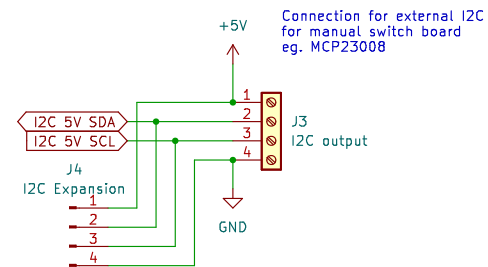 Connection for external I2C
for manual switch board
eg. MCP23008
+5V
1
2
3
4
J3
I2C output
I2C 5V SDA
I2C 5V SCL
J4
I2C Expansion
1
2
3
4
GND